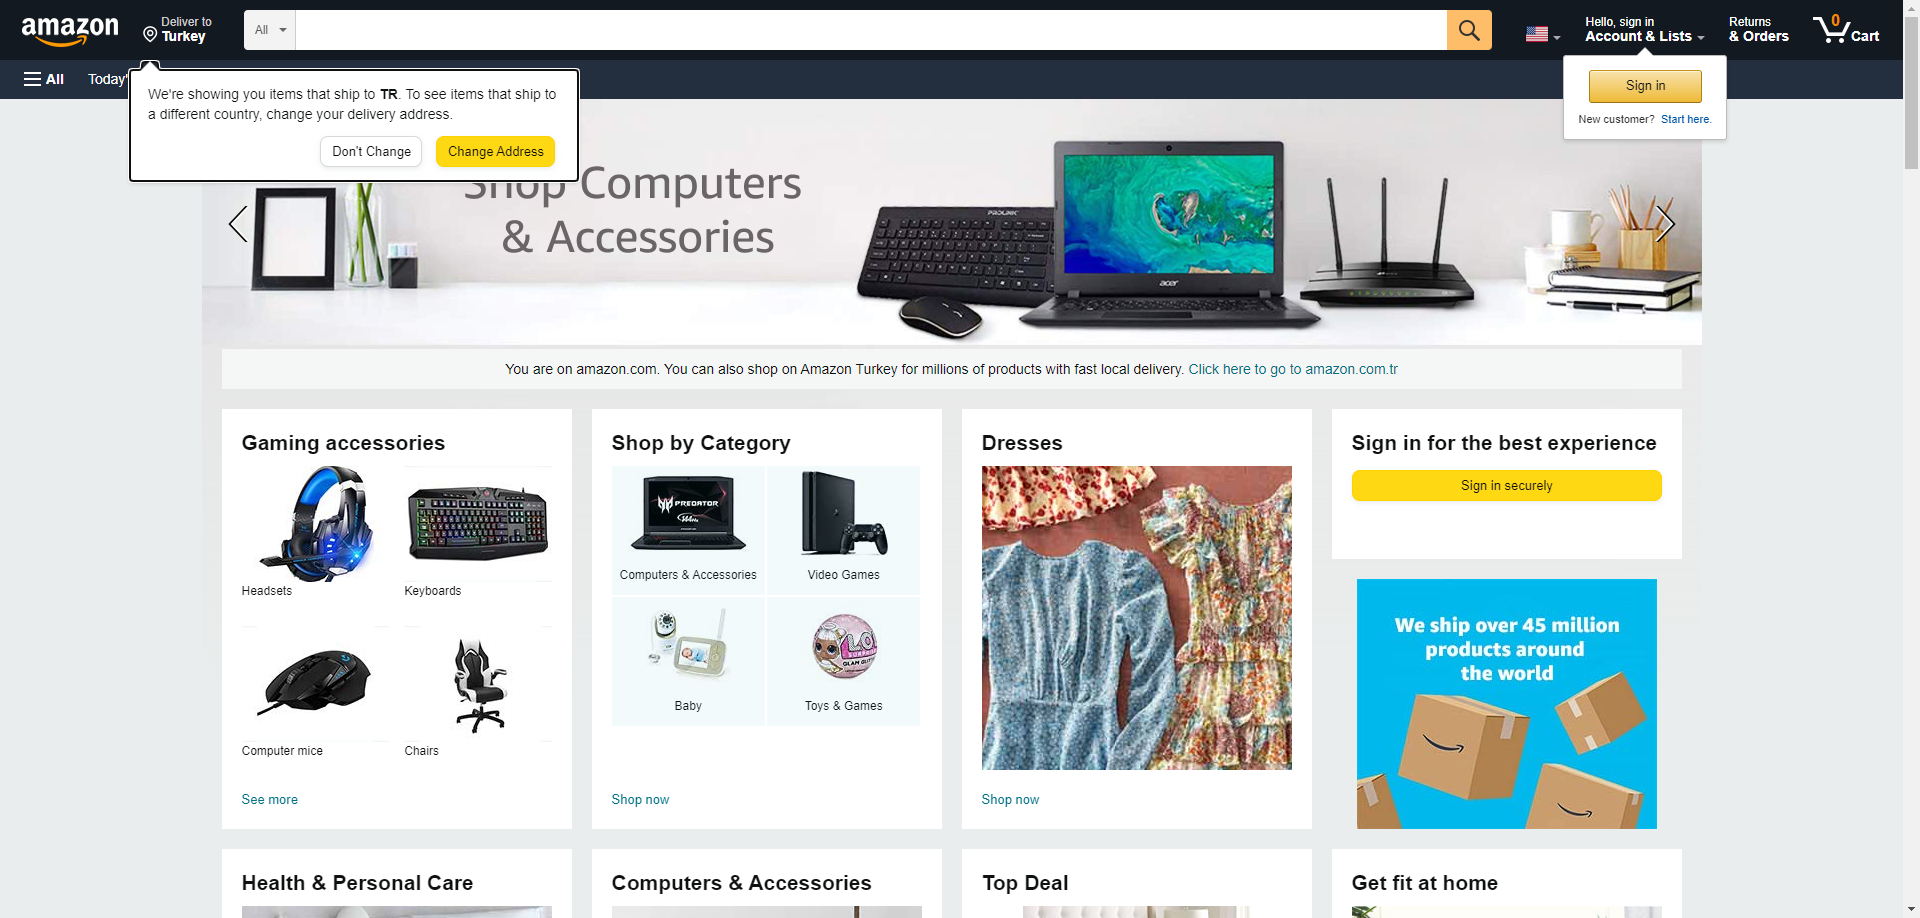 amazon
Deliver to
Turkey
All
Hello, sign in
Account & Lists
Returns
& Orders
0
Cart
All
Today'
We're showing you items that ship to TR. To see items that ship to
a different country, change your delivery address.
Don't Change
Change Address
Sign in
New customer? Start here.
Shop Computers
& Accessories
PROLINK
acer
You are on amazon.com. You can also shop on Amazon Turkey for millions of products with fast local delivery. Click here to go to amazon.com.tr
Gaming accessories
Headsets
Keyboards
Computer mice
Chairs
See more
Shop by Category
PREDATOR
Computers & Accessories
Video Games
L.O.L.
SURPRISE
GLAM GLITTER
Baby
Toys & Games
Shop now
Dresses
Shop now
Sign in for the best experience
Sign in securely
We ship over 45 million
products around
the world
Health & Personal Care
Computers & Accessories
Top Deal
Get fit at home